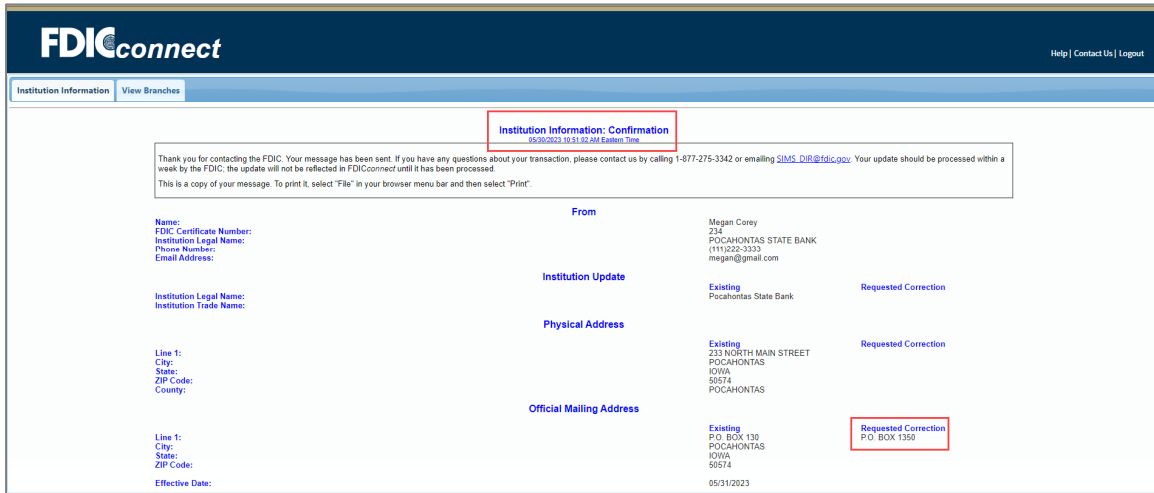 FDIC connect
Help | Contact Us | Logout
Institution Information View Branches
Institution Information: Confirmation
05/30/2023 10:51:02 AM Eastern Time
Thank you for contacting the FDIC. Your message has been sent. If you have any questions about your transaction, please contact us by calling 1-877-275-3342 or emailing SIMS_DIR@fdic.gov. Your update should be processed within a
week by the FDIC; the update will not be reflected in FDICconnect until it has been processed.
This is a copy of your message. To print it, select "File" in your browser menu bar and then select "Print".
From
Name: Megan Corey
FDIC Certificate Number: 234
Institution Legal Name: POCAHONTAS STATE BANK
Phone Number: (111)222-3333
Email Address: megan@gmail.com
Institution Update
Existing Requested Correction
Institution Legal Name: Pocahontas State Bank
Institution Trade Name:
Physical Address
Existing Requested Correction
Line 1: 233 NORTH MAIN STREET
City: POCAHONTAS
State: IOWA
ZIP Code: 50574
County: POCAHONTAS
Official Mailing Address
Existing Requested Correction
Line 1: P.O. BOX 130 P.O. BOX 1350
City: POCAHONTAS
State: IOWA
ZIP Code: 50574
Effective Date: 05/31/2023